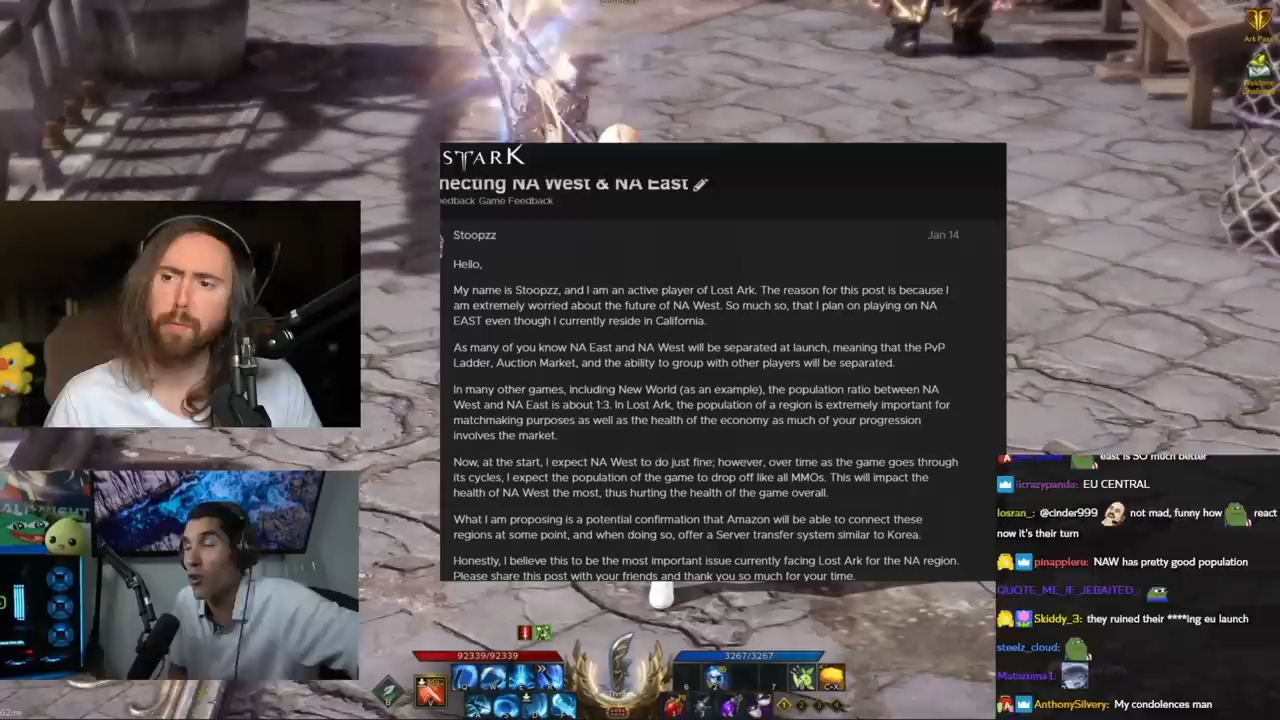 Ark Pass
Welcome
Challenge
STARK
necting NA West & NA East
edback Game Feedback
Stoopzz
Jan 14
Hello,
My name is Stoopzz, and I am an active player of Lost Ark. The reason for this post is because I
am extremely worried about the future of NA West. So much so, that I plan on playing on NA
EAST even though I currently reside in California.
As many of you know NA East and NA West will be separated at launch, meaning that the PvP
Ladder, Auction Market, and the ability to group with other players will be separated.
In many other games, including New World (as an example), the population ratio between NA
West and NA East is about 1:3. In Lost Ark, the population of a region is extremely important for
matchmaking purposes as well as the health of the economy as much of your progression
involves the market.
Now, at the start, I expect NA West to do just fine; however, over time as the game goes through
its cycles, I expect the population of the game to drop off like all MMOs. This will impact the
health of NA West the most, thus hurting the health of the game overall.
What I am proposing is a potential confirmation that Amazon will be able to connect these
regions at some point, and when doing so, offer a Server transfer system similar to Korea.
Honestly, I believe this to be the most important issue currently facing Lost Ark for the NA region.
Please share this post with your friends and thank you so much for your time.
east is SO much better
iicrazypanda: EU CENTRAL
losran_: @cinder999 not mad, funny how react
now it's their turn
pinappleru: NAW has pretty good population
QUOTE_ME_IF_JEBAITED_:
Skiddy_3: they ruined their ****ing eu launch
steelz_cloud:
Matazuma1:
AnthonySilvery: My condolences man
92339/92339
3267/3267
62ms